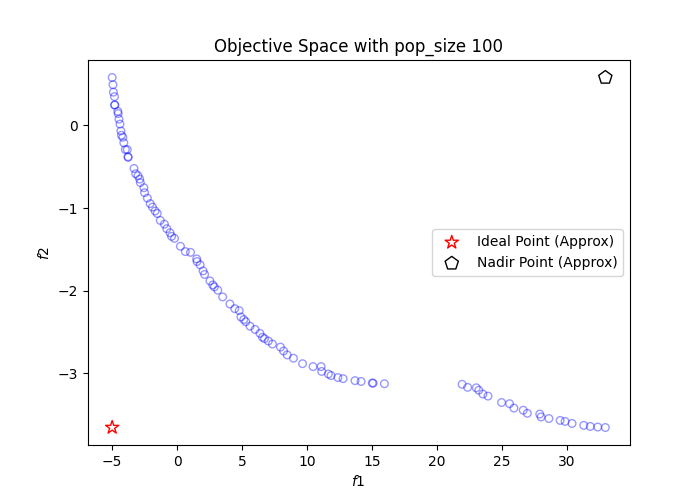 Objective Space with pop_size 100
f2
0
−1
−2
−3
Ideal Point (Approx)
Nadir Point (Approx)
−5
0
5
10
15
20
25
30
f1